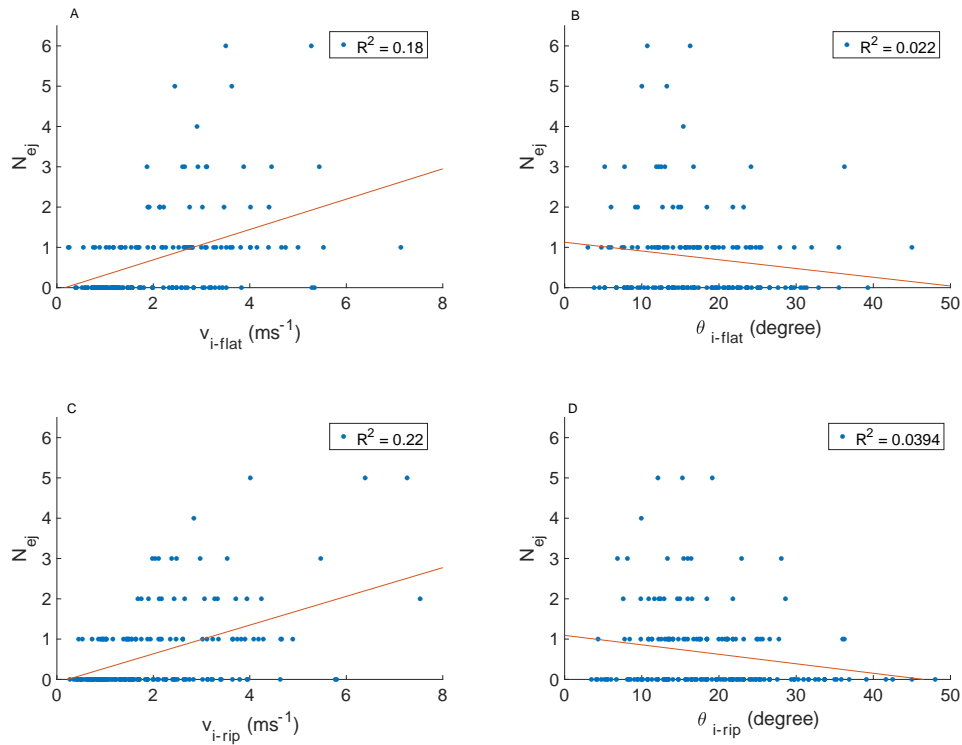 A
R² = 0.18
6
5
4
3
2
1
0
N_ej
0 2 4 6 8
v_i-flat (ms⁻¹)
B
R² = 0.022
6
5
4
3
2
1
0
N_ej
0 10 20 30 40 50
θ i-flat (degree)
C
R² = 0.22
6
5
4
3
2
1
0
N_ej
0 2 4 6 8
v_i-rip (ms⁻¹)
D
R² = 0.0394
6
5
4
3
2
1
0
N_ej
0 10 20 30 40 50
θ i-rip (degree)